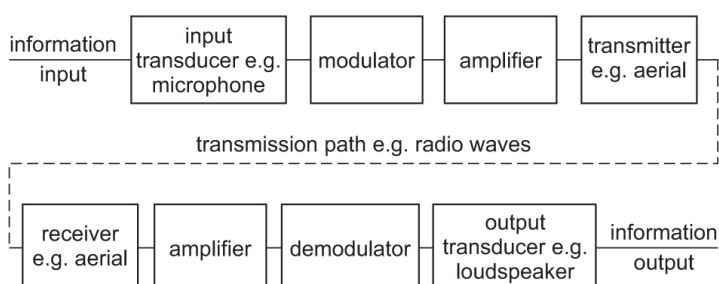 information
input
input
transducer e.g.
microphone
modulator
amplifier
transmitter
e.g. aerial
transmission path e.g. radio waves
receiver
e.g. aerial
amplifier
demodulator
output
transducer e.g.
loudspeaker
information
output